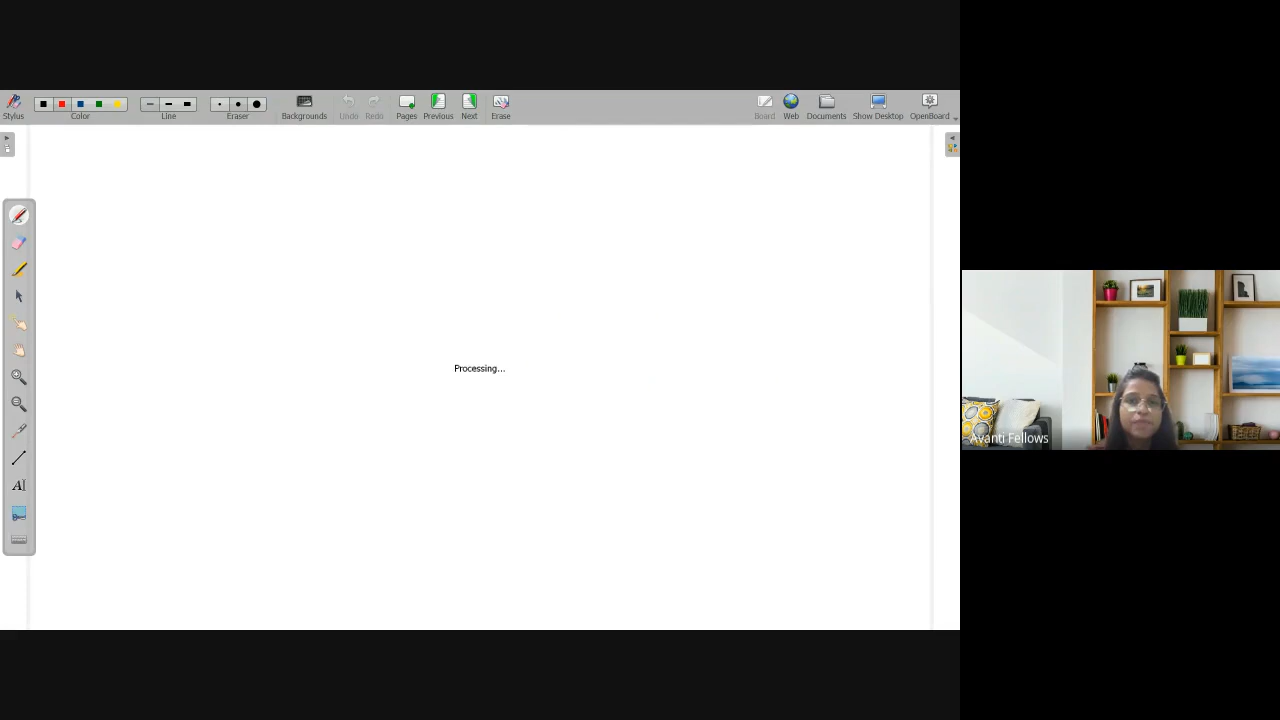 Stylus Color Line Eraser Backgrounds Undo Redo Pages Previous Next Erase Board Web Documents Show Desktop OpenBoard
AI
Processing...
Avanti Fellows